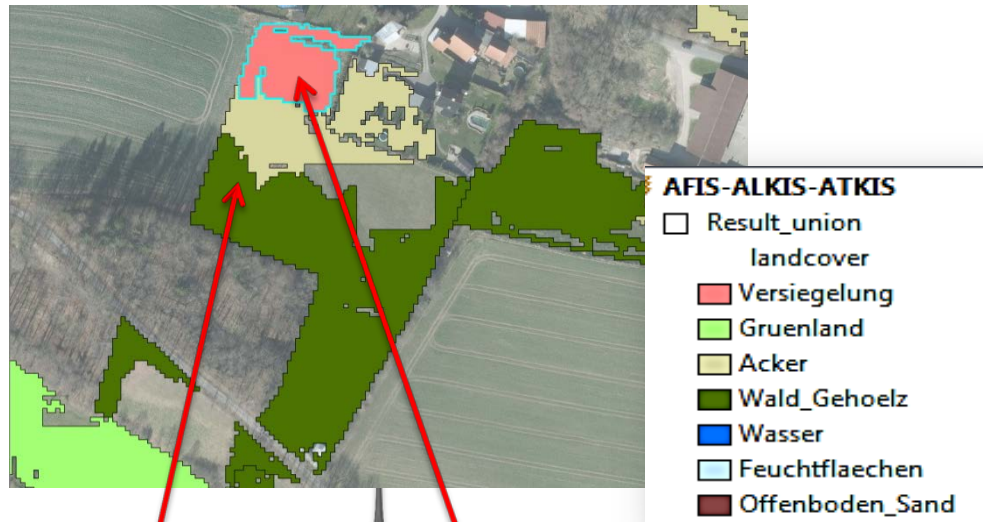 AFIS-ALKIS-ATKIS
Result_union
landcover
Versiegelung
Gruenland
Acker
Wald_Gehoelz
Wasser
Feuchtflaechen
Offenboden_Sand